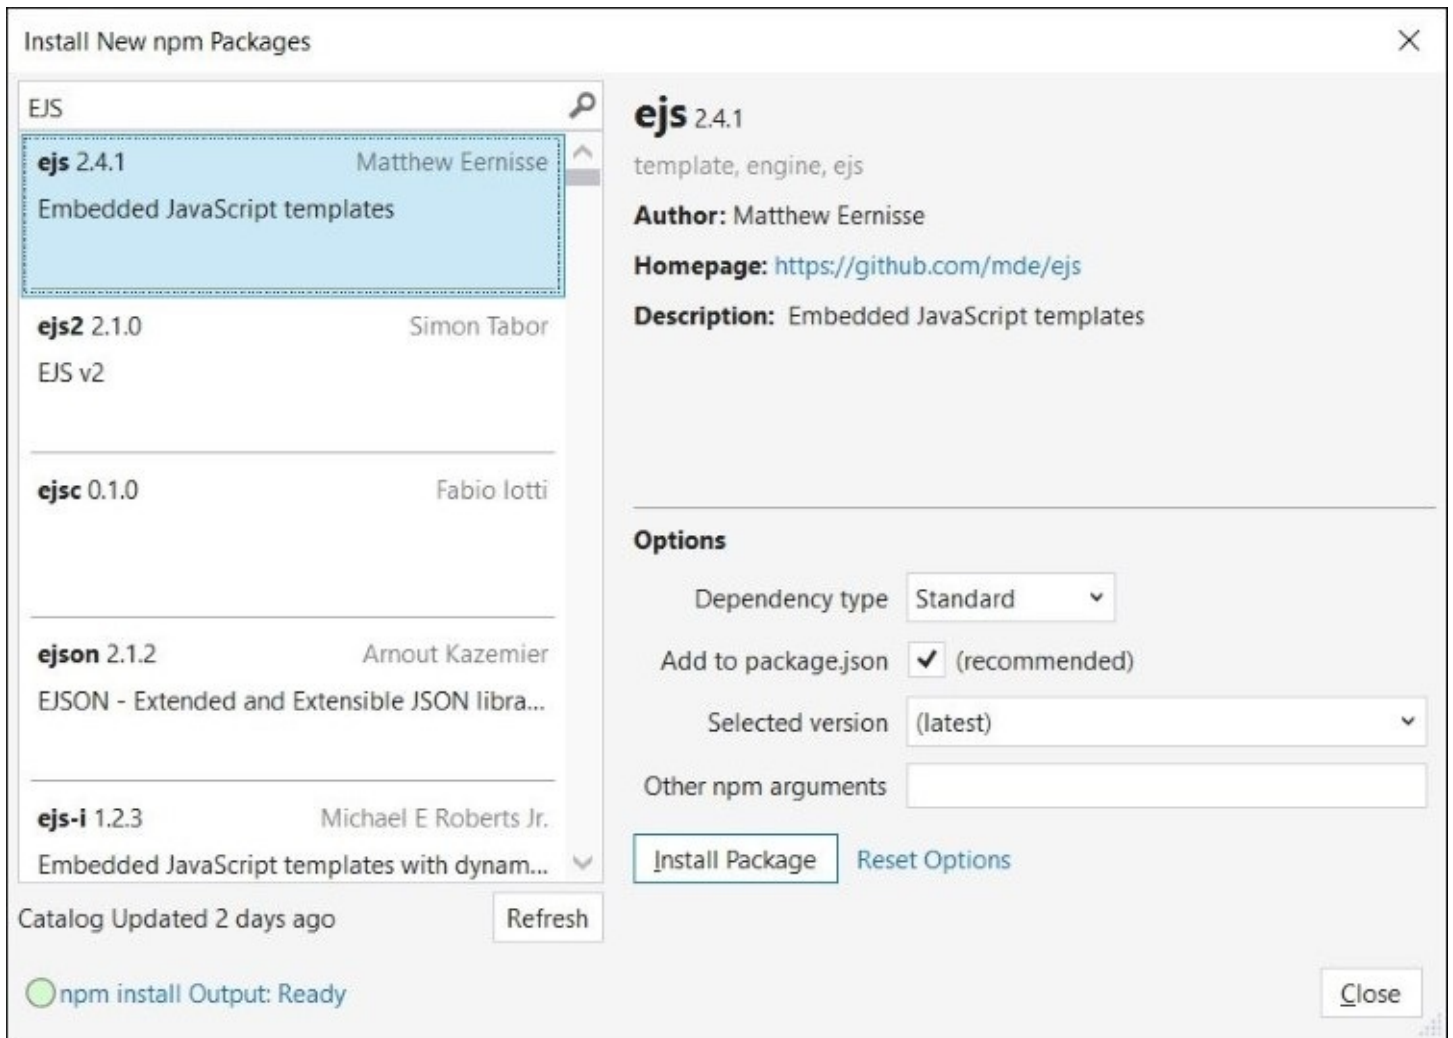 Install New npm Packages
EJS
ejs 2.4.1 Matthew Eernisse
Embedded JavaScript templates
ejs2 2.1.0 Simon Tabor
EJS v2
ejsc 0.1.0 Fabio Iotti
ejson 2.1.2 Arnout Kazemier
EJSON - Extended and Extensible JSON libra...
ejs-i 1.2.3 Michael E Roberts Jr.
Embedded JavaScript templates with dynam...
Catalog Updated 2 days ago
Refresh
npm install Output: Ready
ejs 2.4.1
template, engine, ejs
Author: Matthew Eernisse
Homepage: https://github.com/mde/ejs
Description: Embedded JavaScript templates
Options
Dependency type Standard
Add to package.json (recommended)
Selected version (latest)
Other npm arguments
Install Package Reset Options
Close